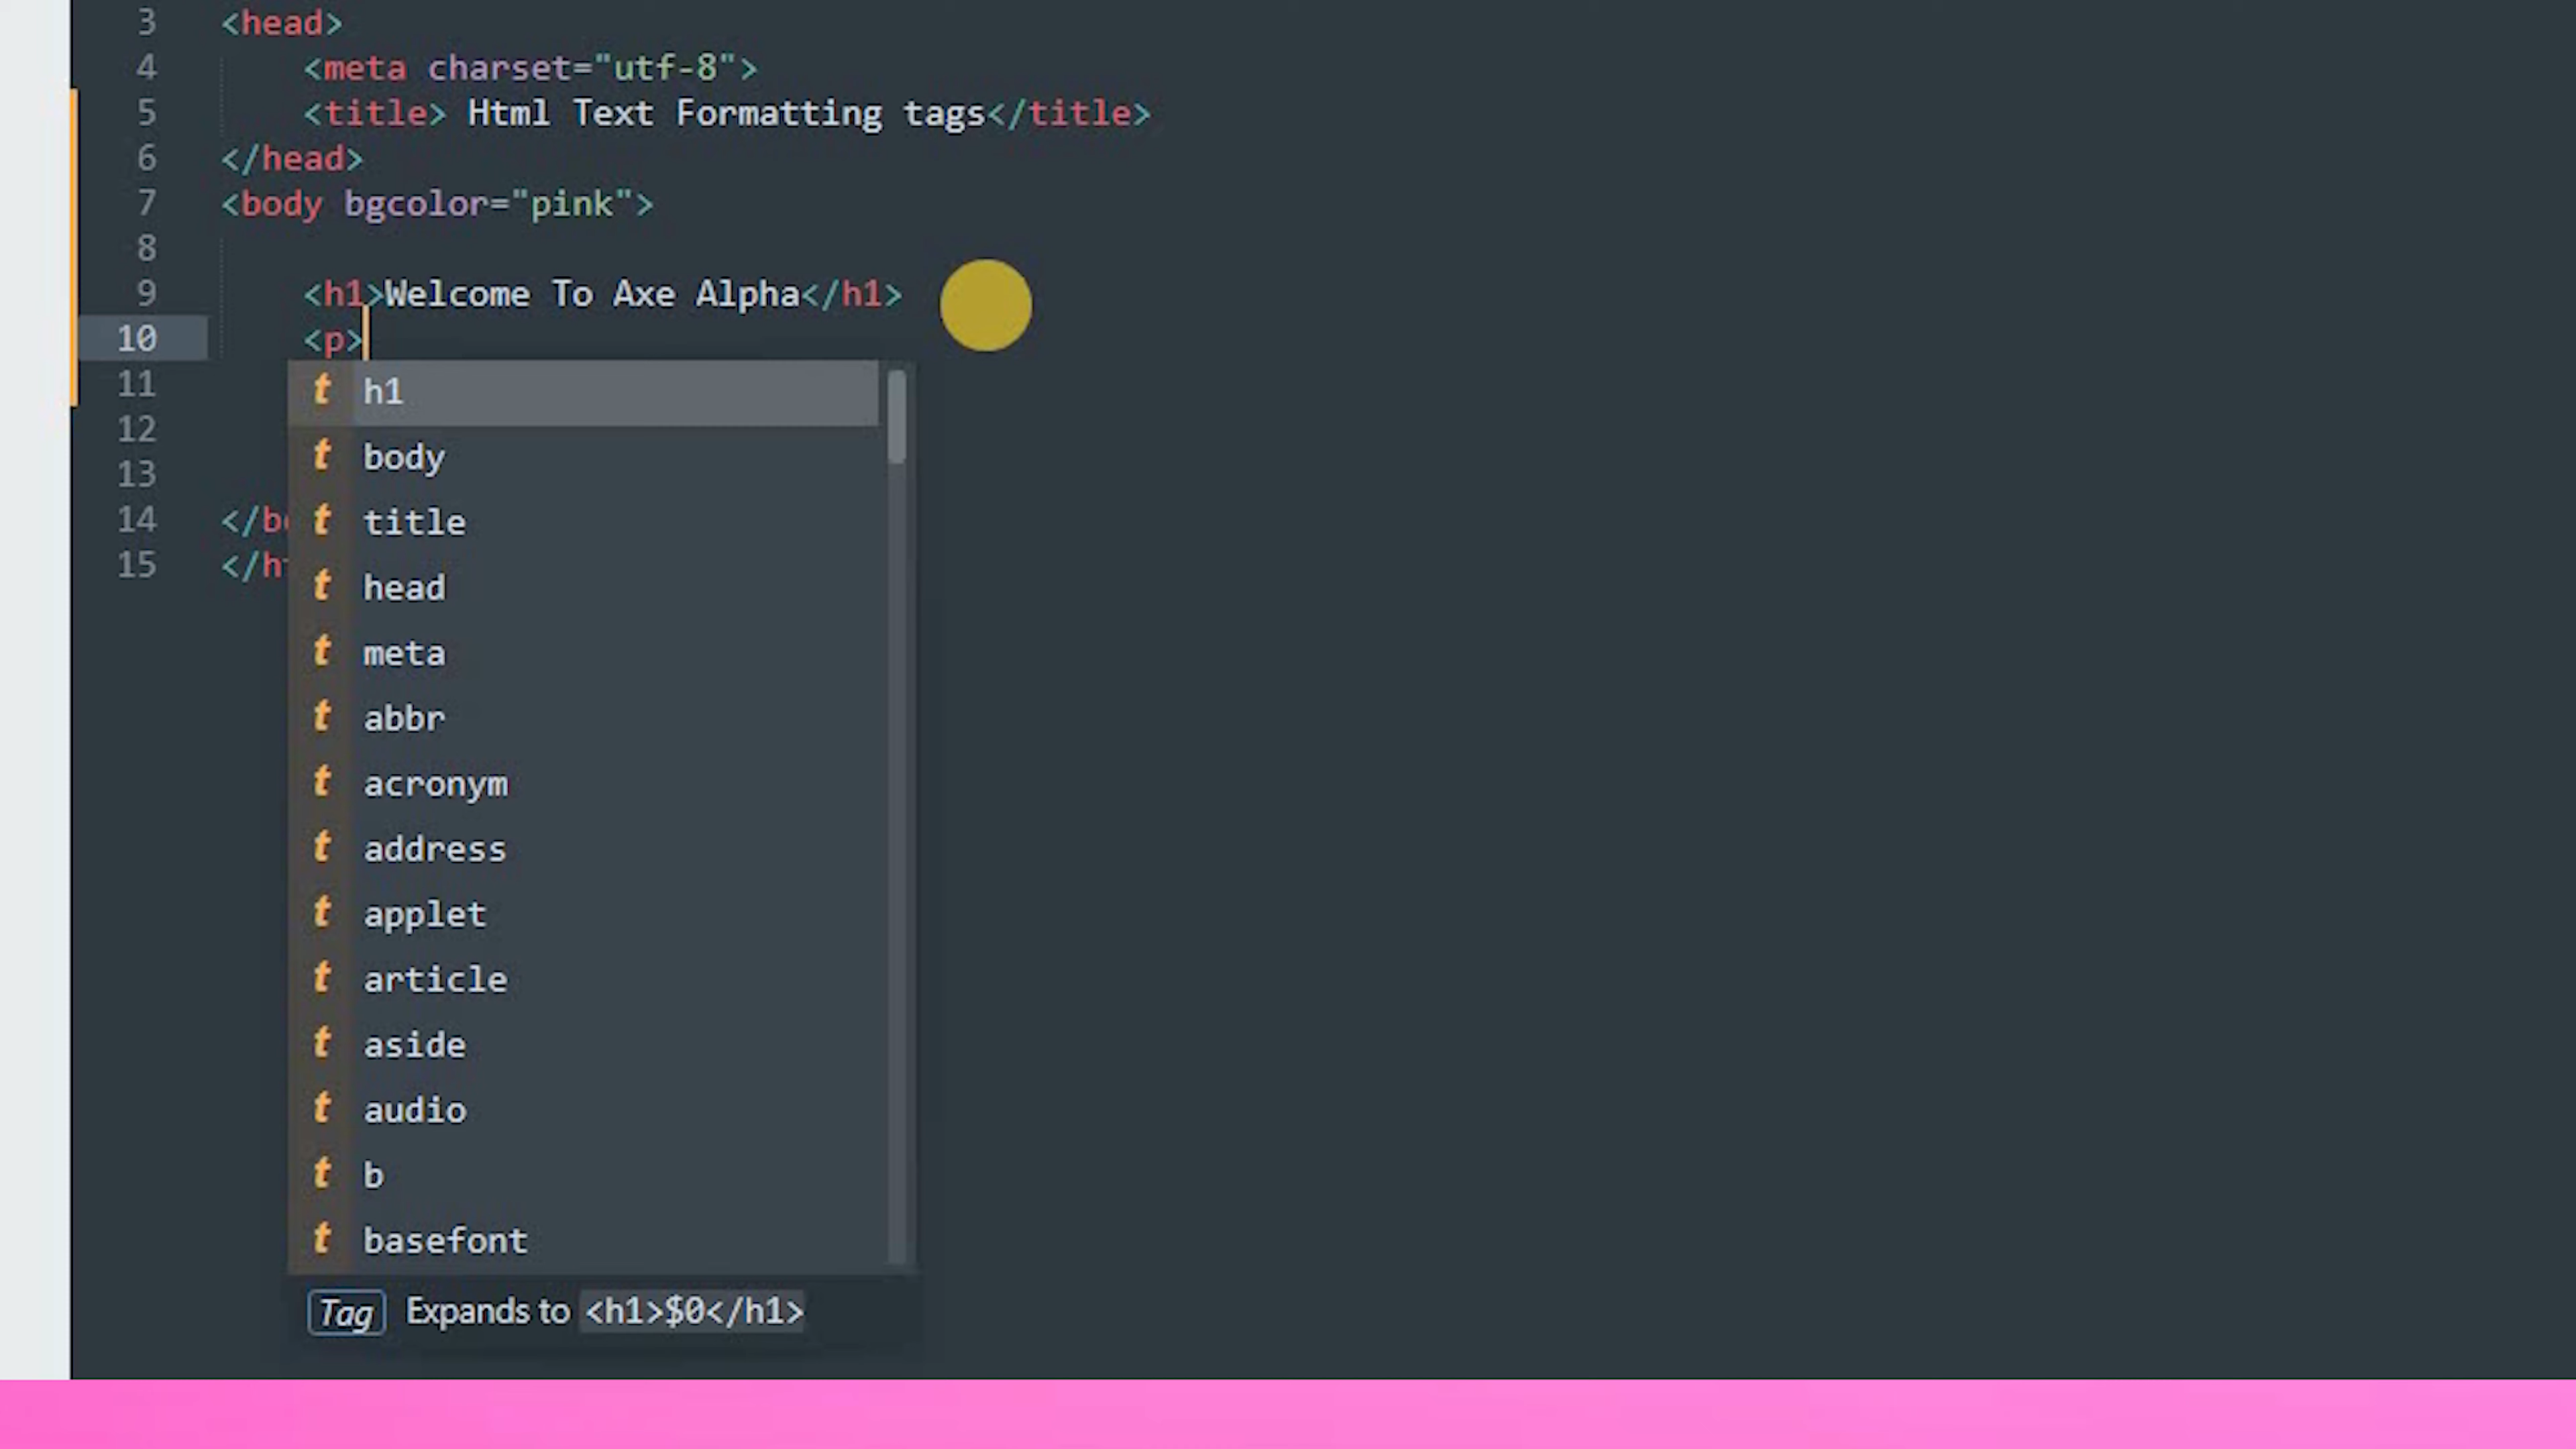 3 <head>
4 <meta charset="utf-8">
5 <title> Html Text Formatting tags</title>
6 </head>
7 <body bgcolor="pink">
8
9 <h1>Welcome To Axe Alpha</h1>
10 <p>
11
12
13
14 </bo
15 </ht
t h1
t body
t title
t head
t meta
t abbr
t acronym
t address
t applet
t article
t aside
t audio
t b
t basefont
Tag Expands to <h1>$0</h1>